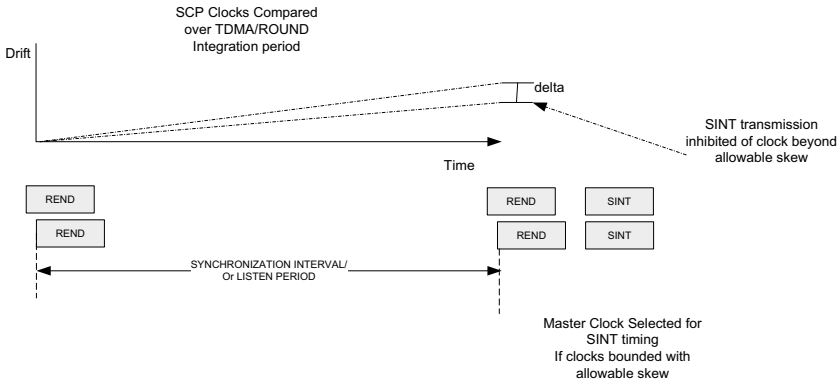 SCP Clocks Compared
over TDMA/ROUND
Integration period
Drift
delta
SINT transmission
inhibited of clock beyond
allowable skew
Time
REND
REND
REND
SINT
REND
SINT
SYNCHRONIZATION INTERVAL/
Or LISTEN PERIOD
Master Clock Selected for
SINT timing
If clocks bounded with
allowable skew